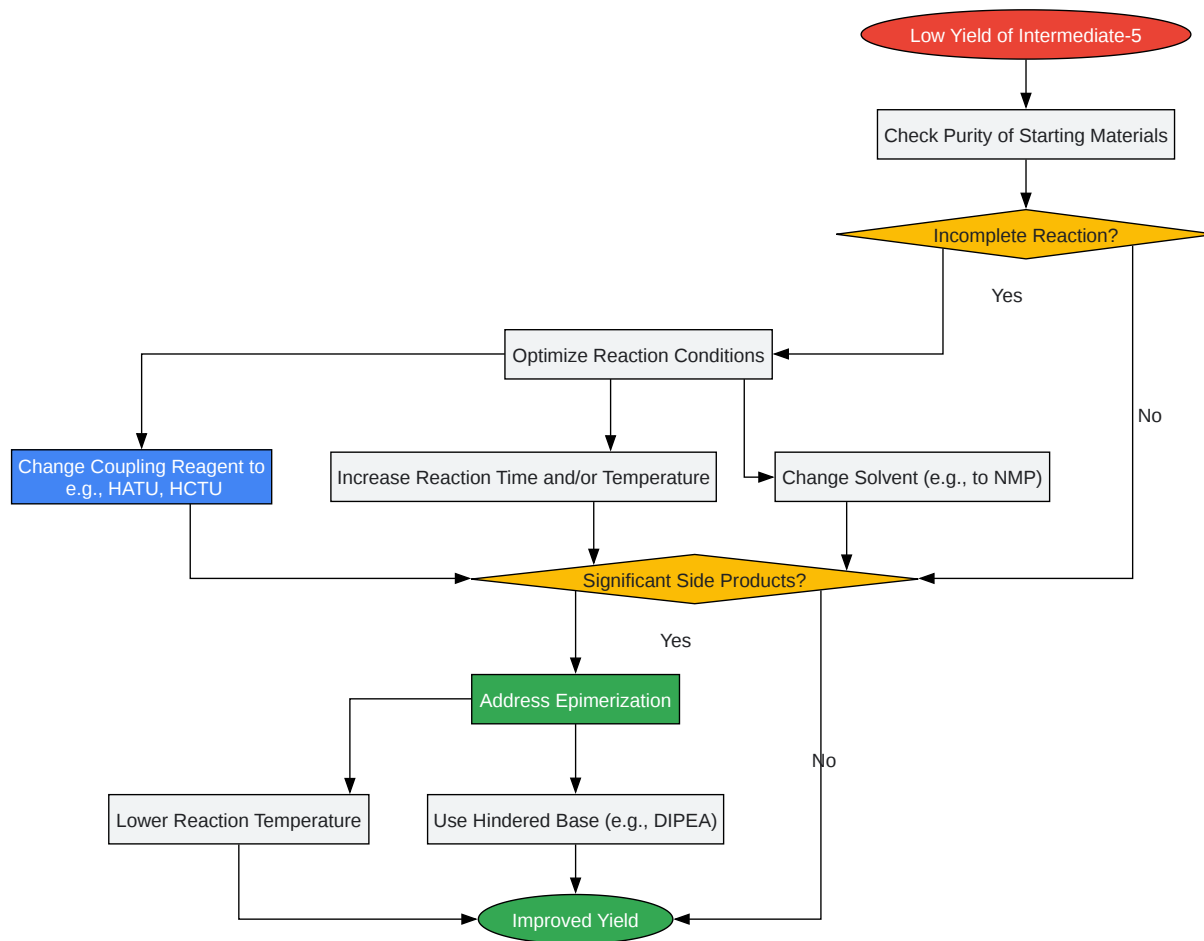 Low Yield of Intermediate-5
Check Purity of Starting Materials
Incomplete Reaction?
Yes
Optimize Reaction Conditions
No
Change Coupling Reagent to
e.g., HATU, HCTU
Increase Reaction Time and/or Temperature
Change Solvent (e.g., to NMP)
Significant Side Products?
Yes
Address Epimerization
No
Lower Reaction Temperature
Use Hindered Base (e.g., DIPEA)
Improved Yield